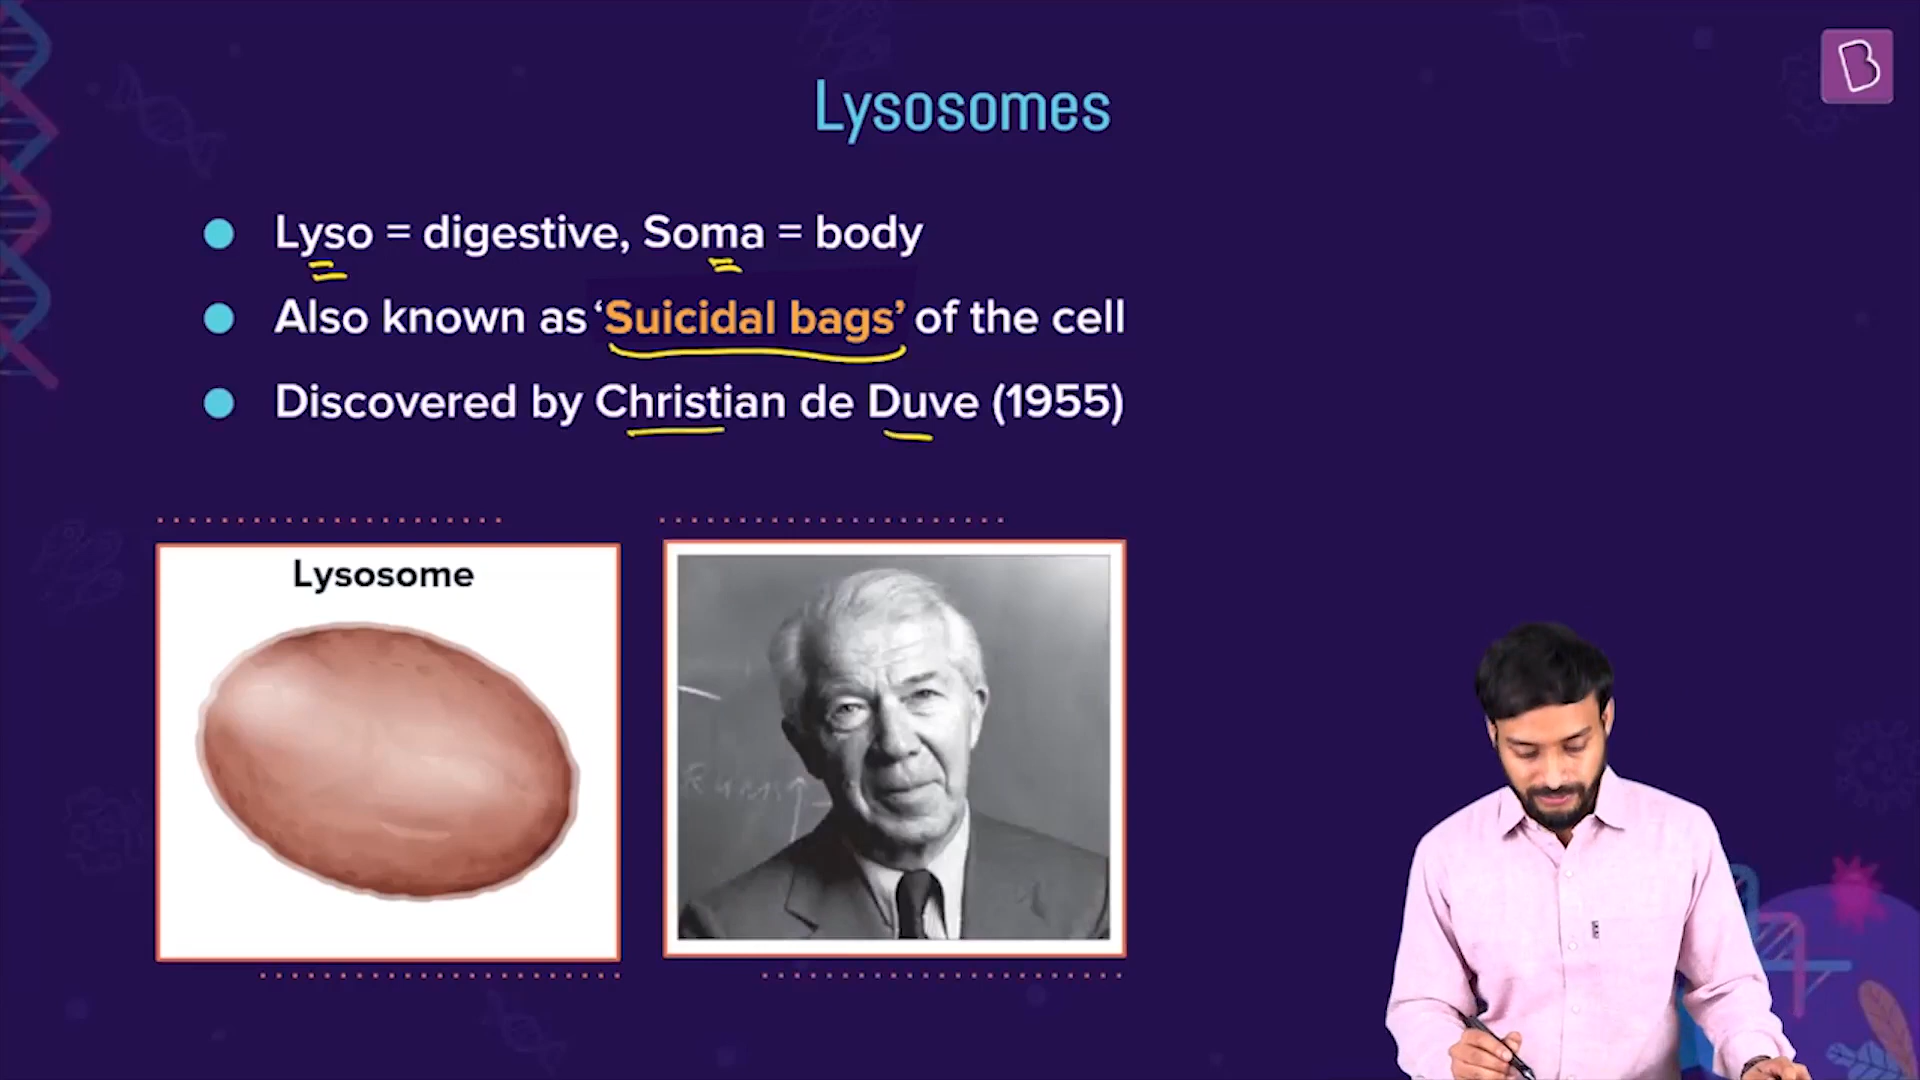 Lysosomes
Lyso = digestive, Soma = body
Also known as ‘Suicidal bags’ of the cell
Discovered by Christian de Duve (1955)
Lysosome